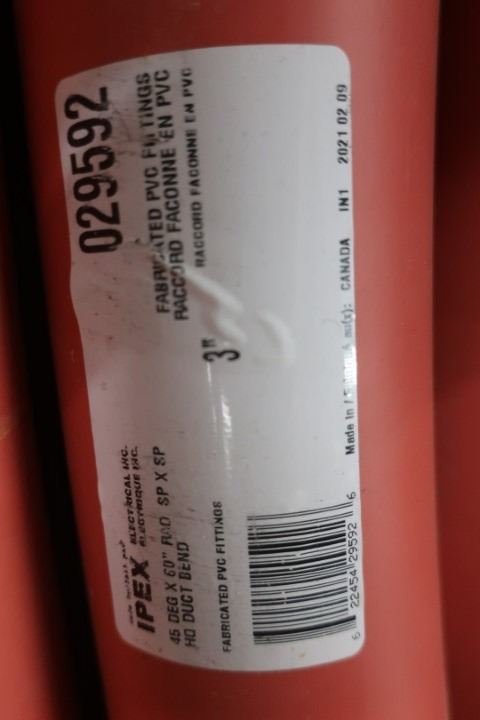 029592
FABRICATED PVC FITTINGS
RACCORD FACONNE EN PVC
RACCORD FACONNE EN PVC
3"
IPEX ELECTRICAL INC.
ELECTRIQUE INC.
45 DEG X 60" RAD SP X SP
HQ DUCT BEND
FABRICATED PVC FITTINGS
6 22454 29592 6
Made in / CANADA IN1 2021 02 09